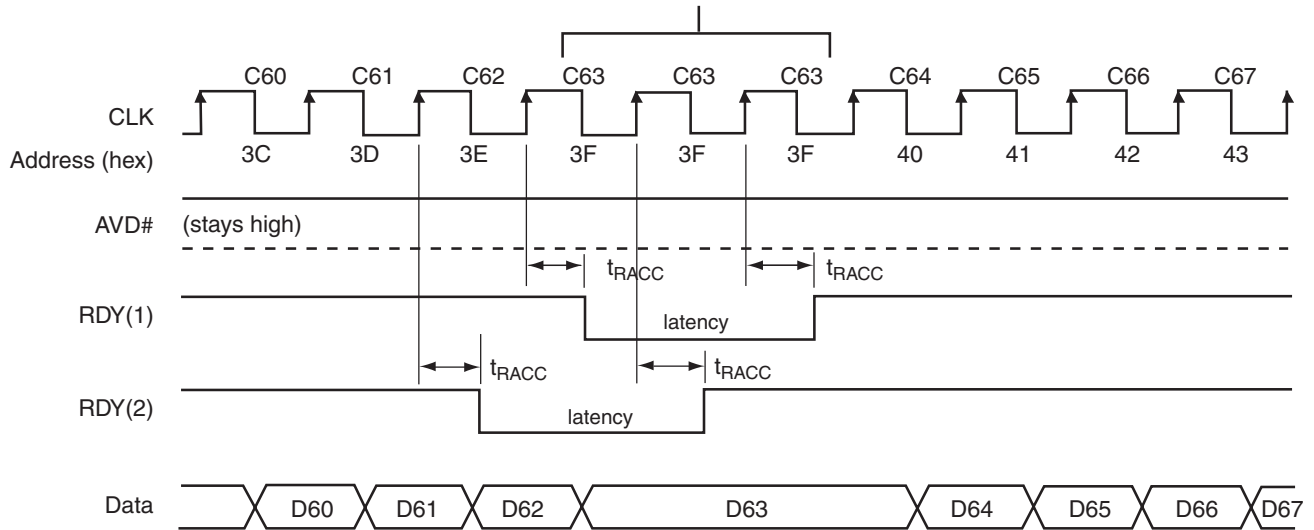 C60 C61 C62 C63 C63 C63 C64 C65 C66 C67
CLK
Address (hex) 3C 3D 3E 3F 3F 3F 40 41 42 43
AVD# (stays high)
tRACC tRACC
RDY(1) latency
tRACC tRACC
RDY(2) latency
Data D60 D61 D62 D63 D64 D65 D66 D67